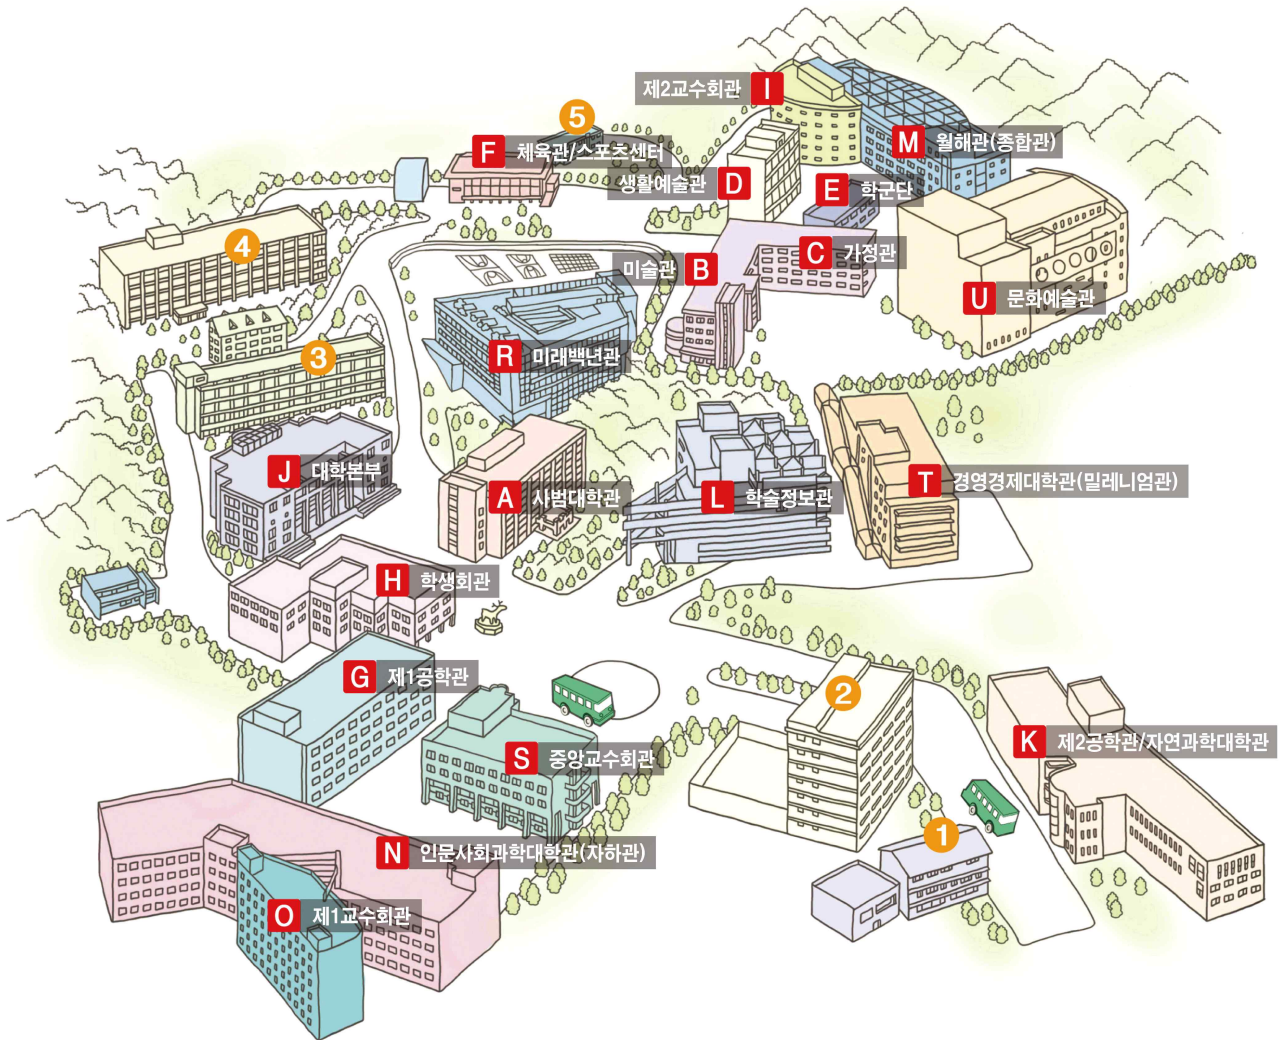 제2교수회관 I
5
M 월해관(종합관)
F 체육관/스포츠센터
생활예술관 D
E 학군단
4
C 가정관
미술관 B
U 문화예술관
3
R 미래백년관
J 대학본부
A 사범대학관
L 학술정보관
T 경영경제대학관(밀레니엄관)
H 학생회관
G 제1공학관
2
S 중앙교수회관
K 제2공학관/자연과학대학관
1
N 인문사회과학대학관(자하관)
O 제1교수회관